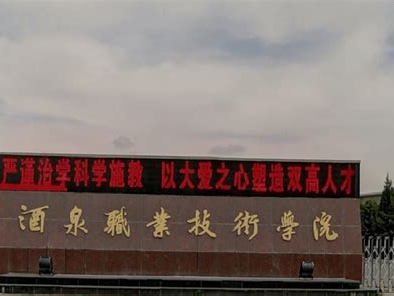 严谨治学科学施教 以大爱之心塑造双高人才
酒泉職業技術學院